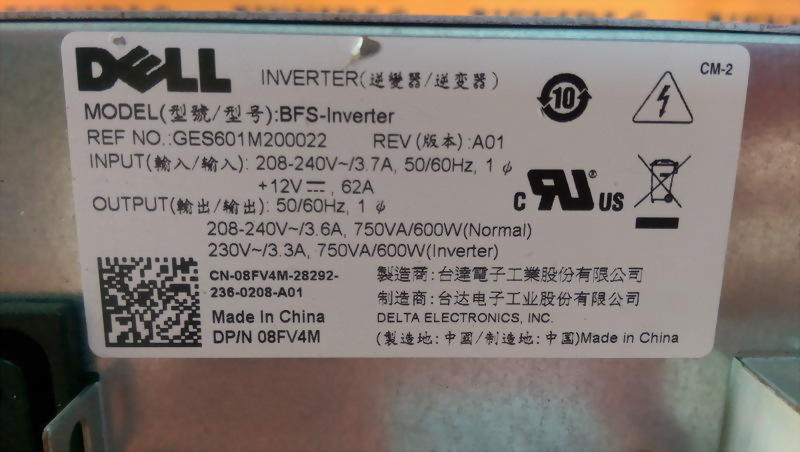 DELL INVERTER(逆變器/逆变器)
10
CM-2
MODEL(型號/型号):BFS-Inverter
REF NO.:GES601M200022 REV(版本):A01
INPUT(輸入/输入): 208-240V~/3.7A, 50/60Hz, 1 ϕ
+12V⎓, 62A
OUTPUT(輸出/输出): 50/60Hz, 1 ϕ
208-240V~/3.6A, 750VA/600W(Normal)
230V~/3.3A, 750VA/600W(Inverter)
C UR® US
CN-08FV4M-28292-
236-0208-A01
Made In China
DP/N 08FV4M
製造商:台達電子工業股份有限公司
制造商:台达电子工业股份有限公司
DELTA ELECTRONICS, INC.
(製造地:中國/制造地:中国)Made in China